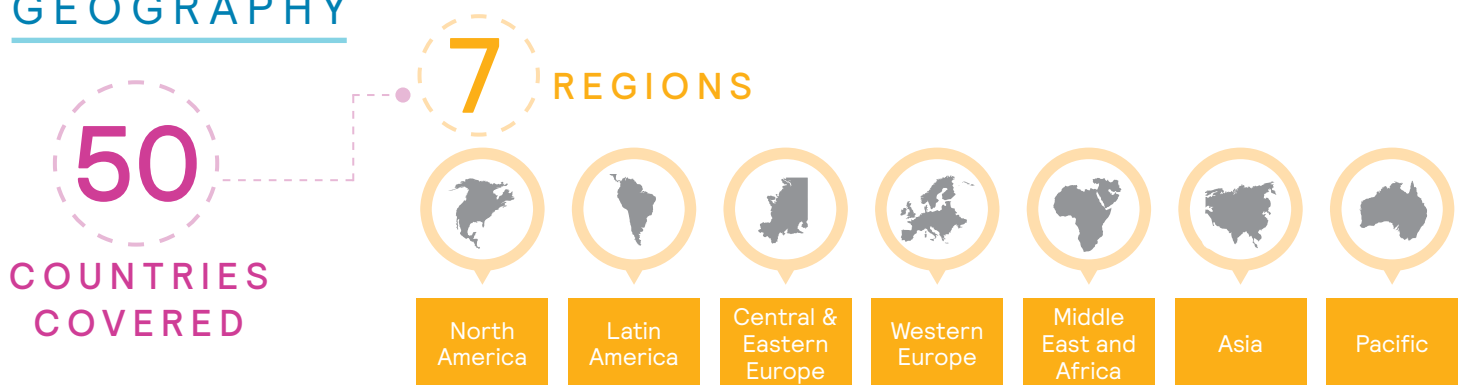 GEOGRAPHY
50
COUNTRIES
COVERED
7
REGIONS
North
America
Latin
America
Central &
Eastern
Europe
Western
Europe
Middle
East and
Africa
Asia
Pacific